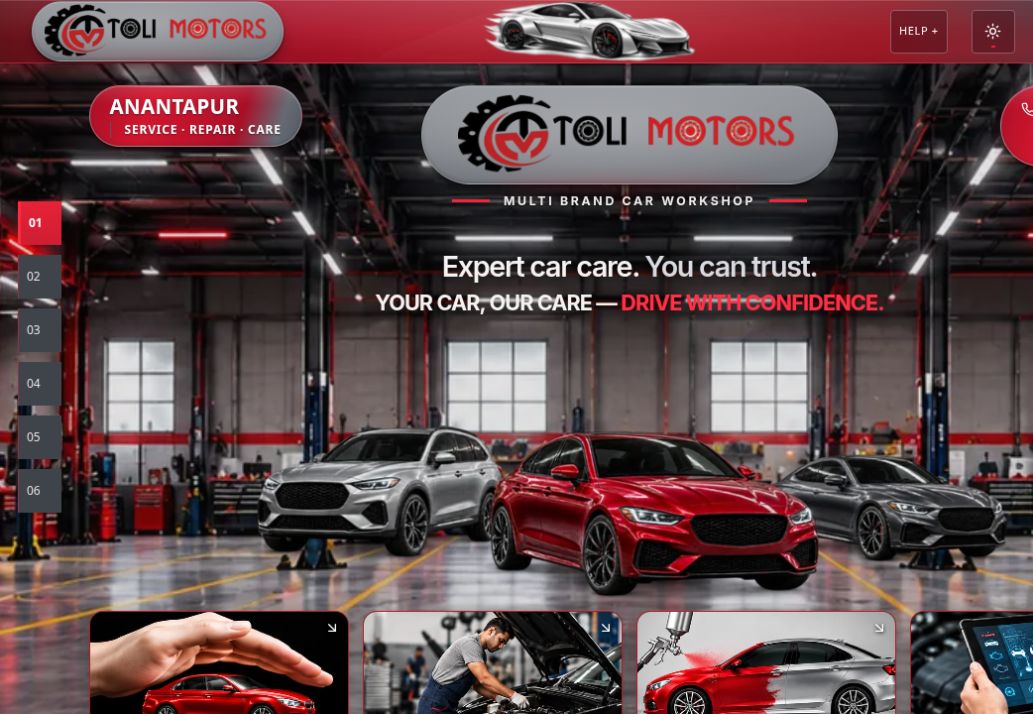 TOLI MOTORS
HELP +
ANANTAPUR
SERVICE · REPAIR · CARE
TOLI MOTORS
MULTI BRAND CAR WORKSHOP
01
02
03
04
05
06
Expert car care. You can trust.
YOUR CAR, OUR CARE — DRIVE WITH CONFIDENCE.